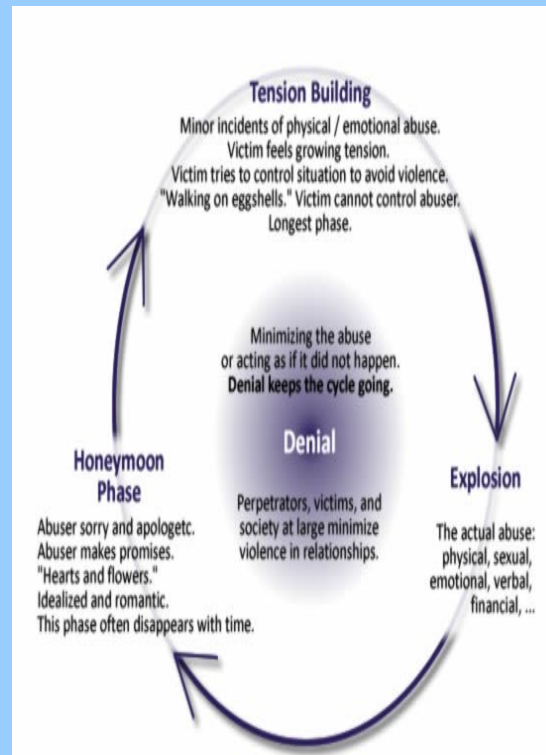 Tension Building
Minor incidents of physical / emotional abuse.
Victim feels growing tension.
Victim tries to control situation to avoid violence.
"Walking on eggshells." Victim cannot control abuser.
Longest phase.
Minimizing the abuse
or acting as if it did not happen.
Denial keeps the cycle going.
Denial
Perpetrators, victims, and
society at large minimize
violence in relationships.
Explosion
The actual abuse:
physical, sexual,
emotional, verbal,
financial, ...
Honeymoon
Phase
Abuser sorry and apologetc.
Abuser makes promises.
"Hearts and flowers."
Idealized and romantic.
This phase often disappears with time.